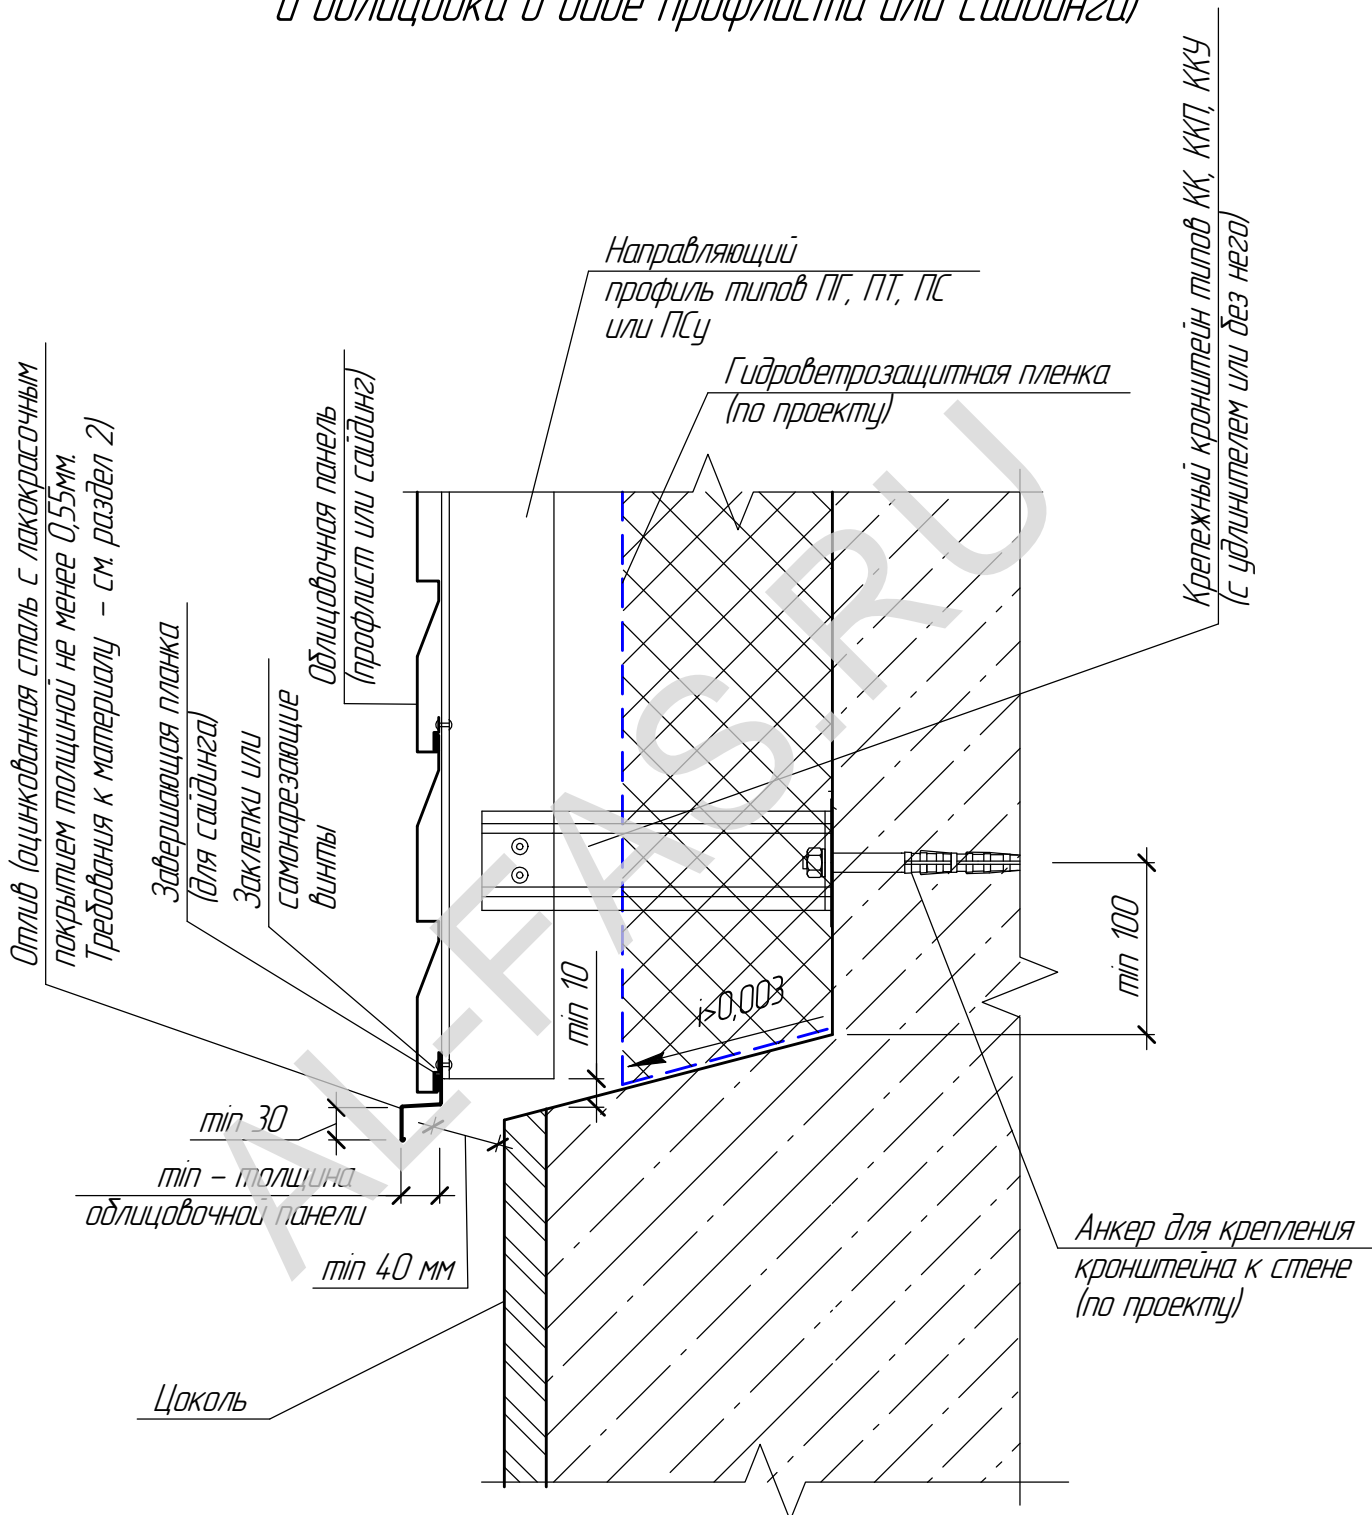 и облицовки в виде профлиста или сайдинга)
Крепежный кронштейн типов КК, ККП, ККУ
(с удлинителем или без него)
Направляющий
профиль типов ПГ, ПТ, ПС
или ПСу
Гидроветрозащитная пленка
(по проекту)
Облицовочная панель
(профлист или сайдинг)
Отлив (оцинкованная сталь с лакокрасочным
покрытием толщиной не менее 0,55мм.
Требования к материалу - см. раздел 2)
Завершающая планка
(для сайдинга)
Заклепки или
самонарезающие
винты
min 10
i>0,003
min 100
min 30
min - толщина
облицовочной панели
min 40 мм
Анкер для крепления
кронштейна к стене
(по проекту)
Цоколь
AL-FAS.RU